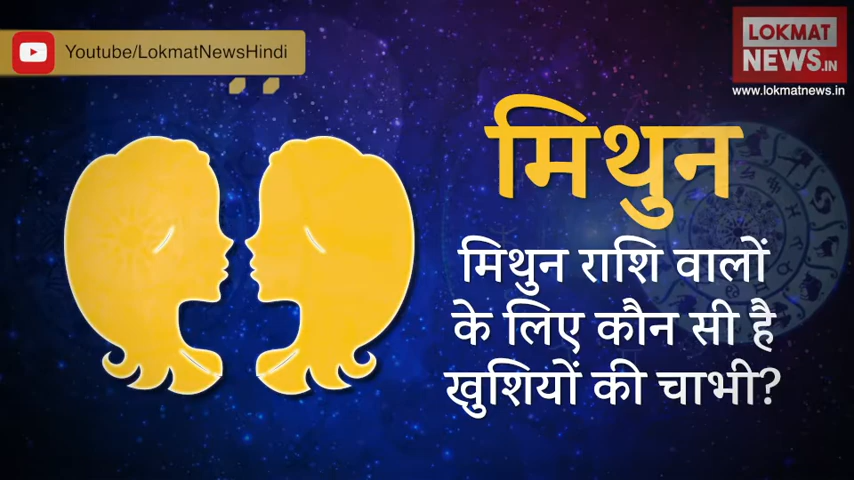 Youtube/LokmatNewsHindi
LOKMAT
NEWS.IN
www.lokmatnews.in
मिथुन
मिथुन राशि वालों
के लिए कौन सी है
खुशियों की चाभी?